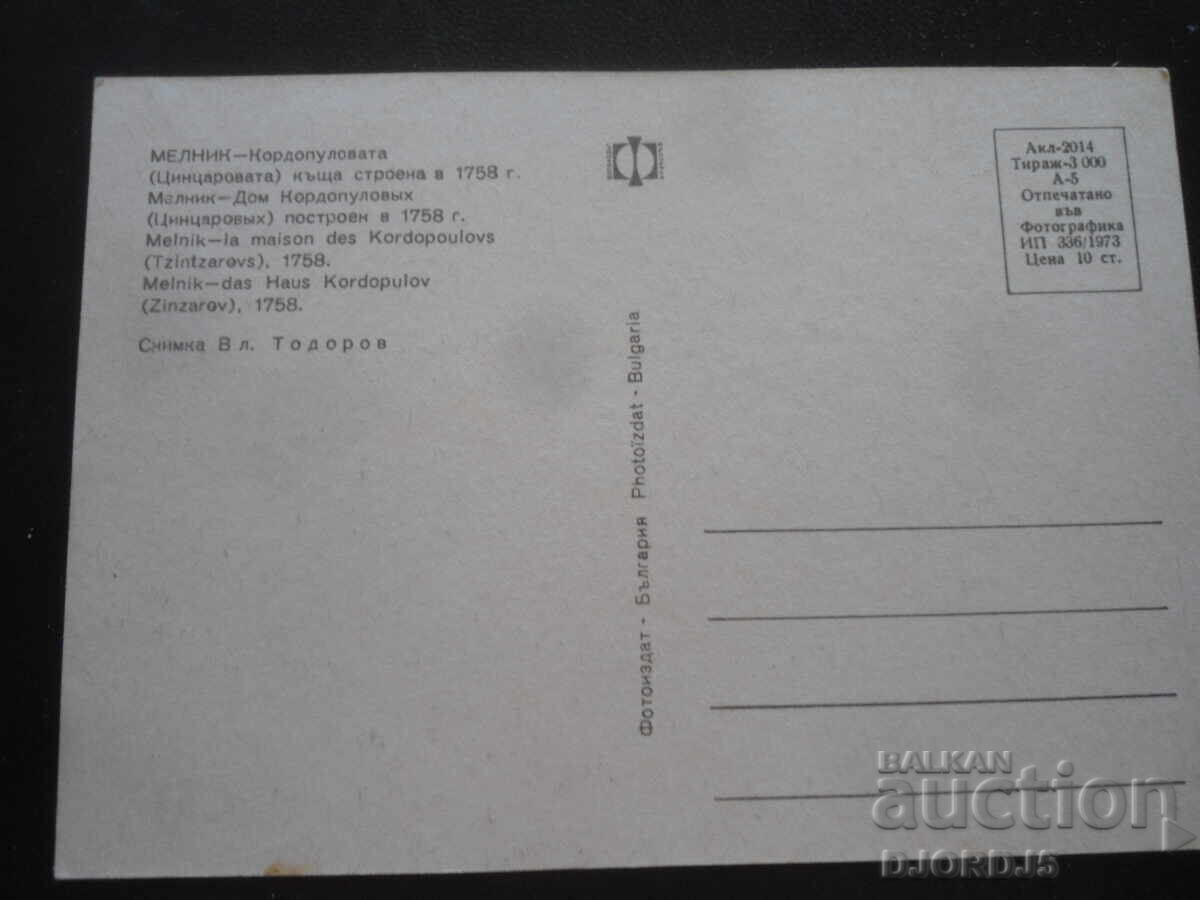 МЕЛНИК—Кордопуловата
(Цинцаровата) къща строена в 1758 г.
Мелник—Дом Кордопуловых
(Цинцаровых) построен в 1758 г.
Melnik—la maison des Kordopoulovs
(Tzintzarovs), 1758.
Melnik—das Haus Kordopulov
(Zinzarov), 1758.
Снимка Вл. Тодоров
Фотоиздат - България Photoïzdat - Bulgaria
Акл-2014
Тираж-3 000
А-5
Отпечатано
във
Фотографика
ИП 336/1973
Цена 10 ст.
BALKAN
auction
DJORDJ5